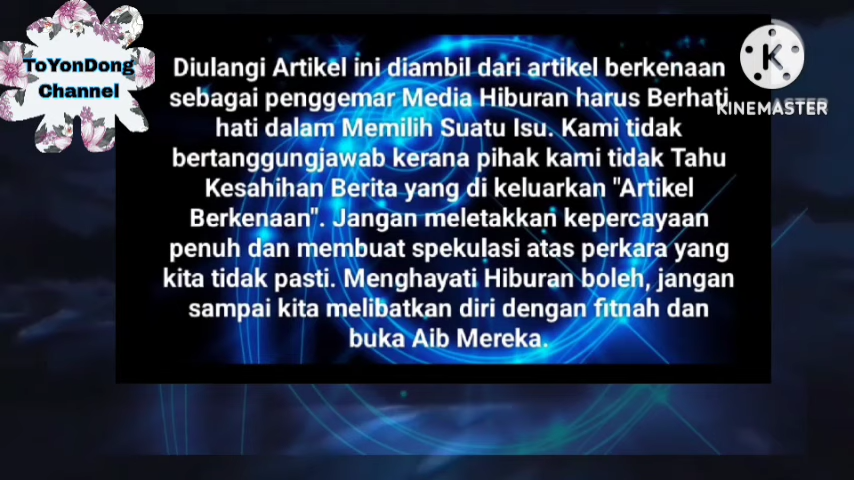 ToYonDong
Channel
KINEMASTER
Diulangi Artikel ini diambil dari artikel berkenaan
sebagai penggemar Media Hiburan harus Berhati
hati dalam Memilih Suatu Isu. Kami tidak
bertanggungjawab kerana pihak kami tidak Tahu
Kesahihan Berita yang di keluarkan "Artikel
Berkenaan". Jangan meletakkan kepercayaan
penuh dan membuat spekulasi atas perkara yang
kita tidak pasti. Menghayati Hiburan boleh, jangan
sampai kita melibatkan diri dengan fitnah dan
buka Aib Mereka.